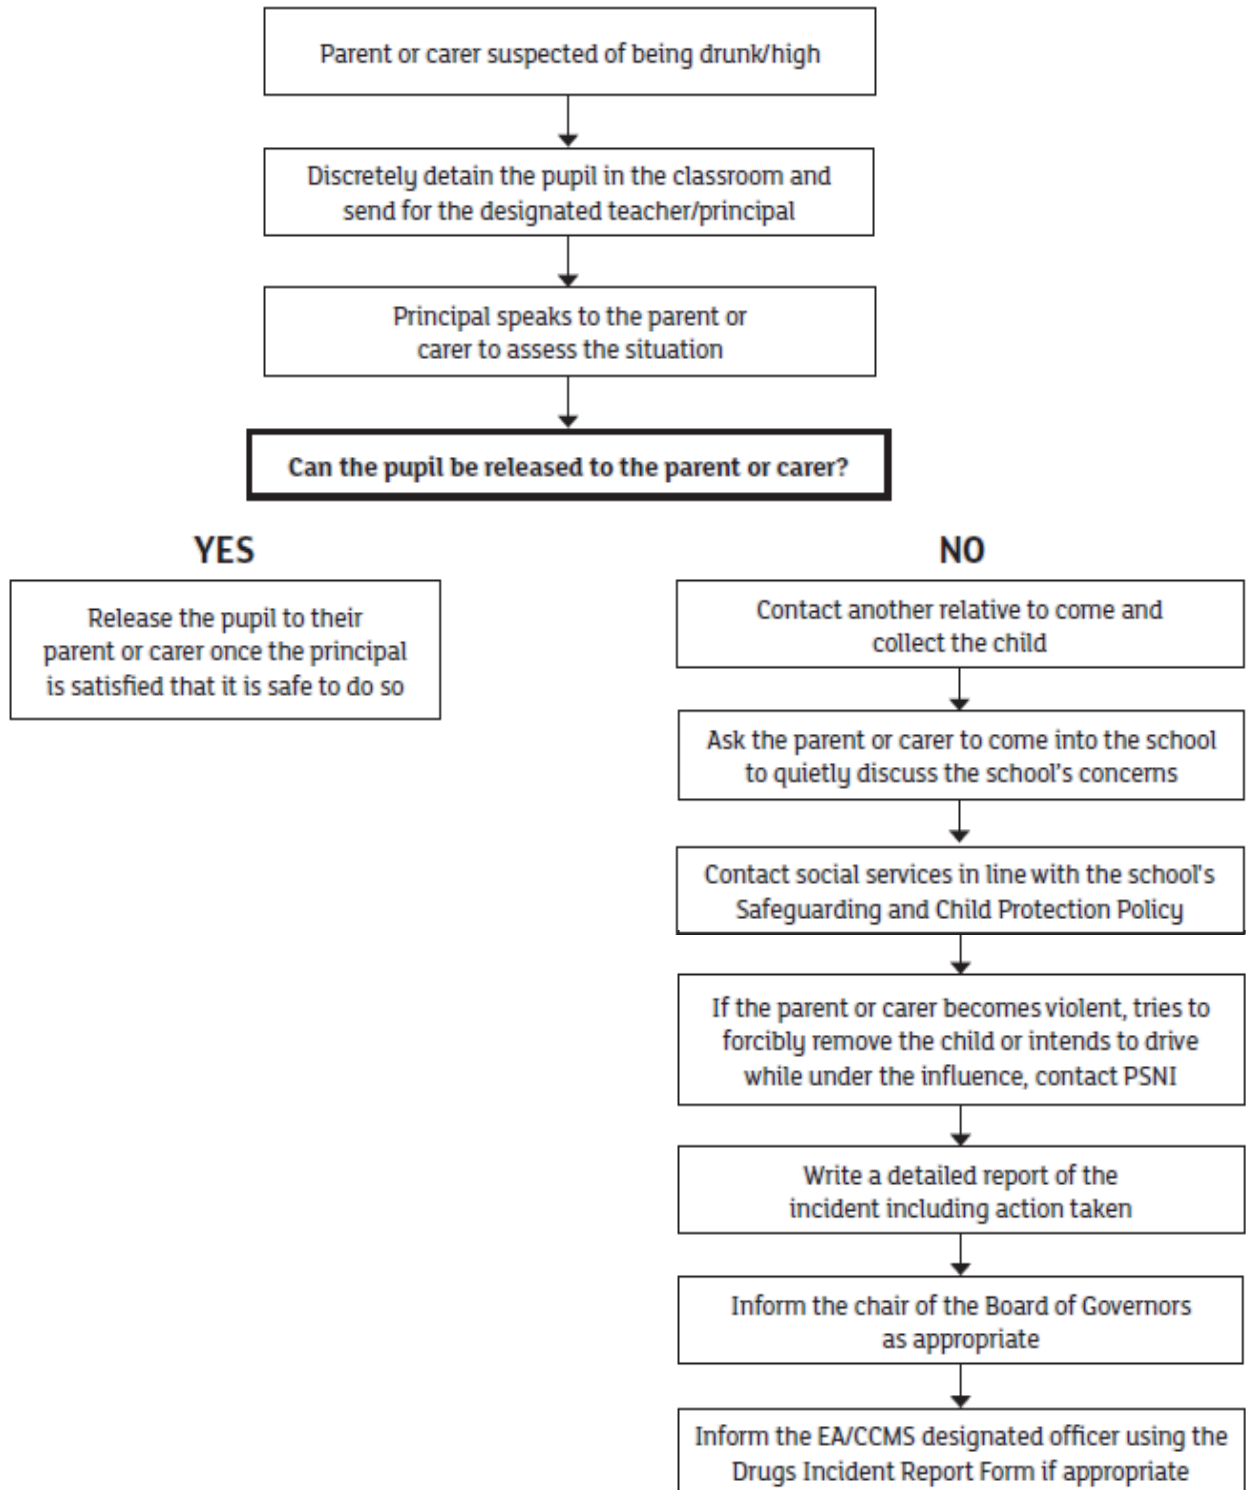 Parent or carer suspected of being drunk/high
Discretely detain the pupil in the classroom and
send for the designated teacher/principal
Principal speaks to the parent or
carer to assess the situation
Can the pupil be released to the parent or carer?
YES
Release the pupil to their
parent or carer once the principal
is satisfied that it is safe to do so
NO
Contact another relative to come and
collect the child
Ask the parent or carer to come into the school
to quietly discuss the school's concerns
Contact social services in line with the school's
Safeguarding and Child Protection Policy
If the parent or carer becomes violent, tries to
forcibly remove the child or intends to drive
while under the influence, contact PSNI
Write a detailed report of the
incident including action taken
Inform the chair of the Board of Governors
as appropriate
Inform the EA/CCMS designated officer using the
Drugs Incident Report Form if appropriate